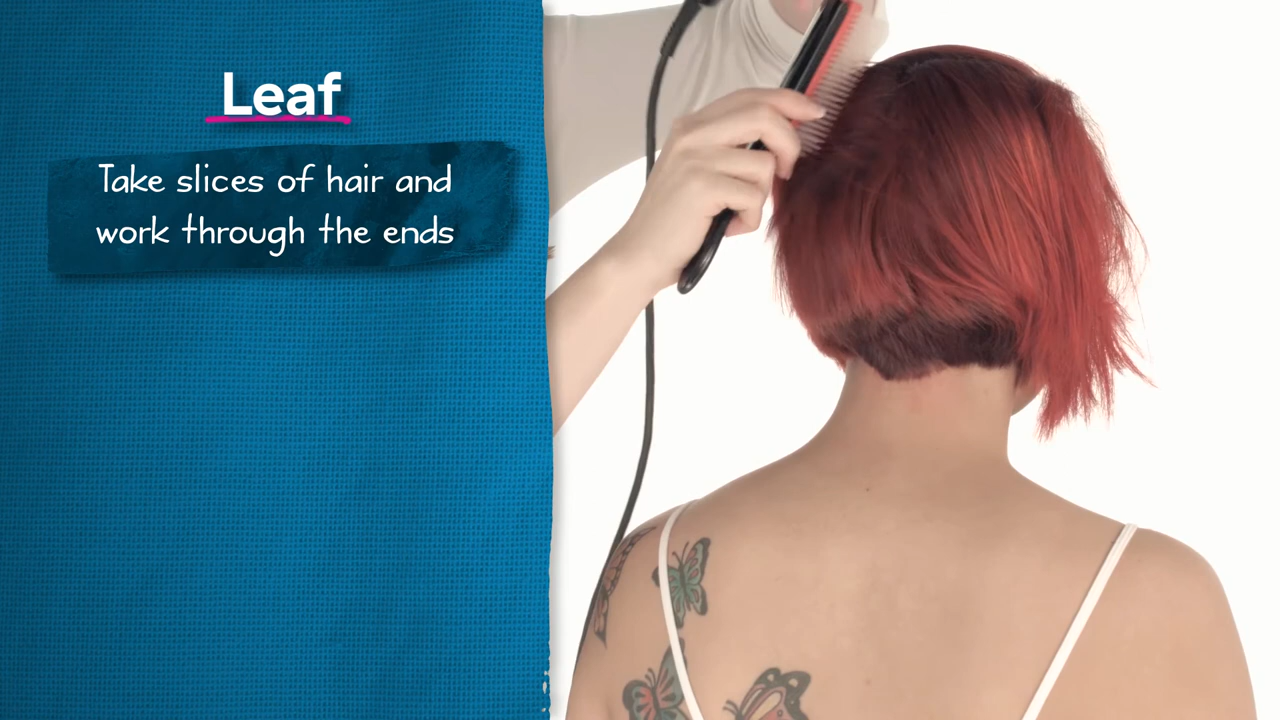 Leaf
Take slices of hair and
work through the ends